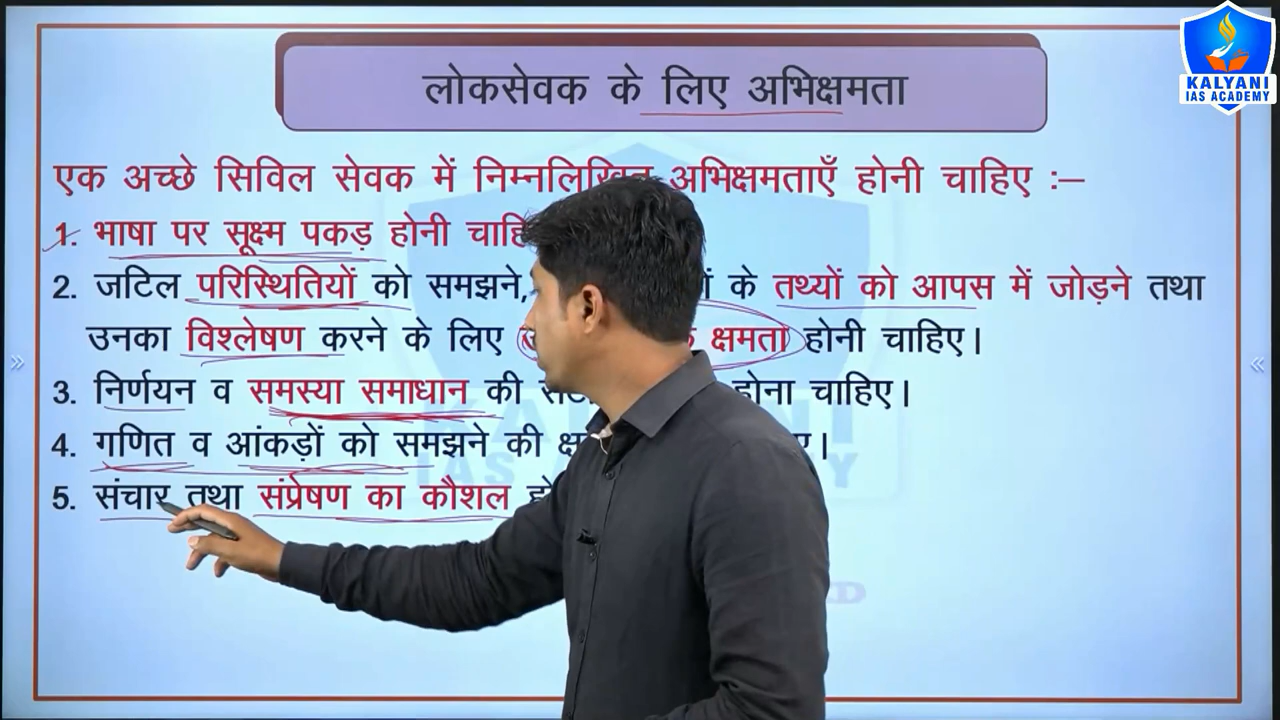 KALYANI
IAS ACADEMY
लोकसेवक के लिए अभिक्षमता
एक अच्छे सिविल सेवक में अभिक्षमताएँ होनी चाहिए :–
1. भाषा पर सूक्ष्म पकड़ होनी
2. जटिल परिस्थितियों को समझने, के तथ्यों को आपस में जोड़ने तथा
उनका विश्लेषण करने के लिए क्षमता होनी चाहिए।
3. निर्णयन व समस्या समाधान की होना चाहिए।
4. गणित व आंकड़ों को समझने की
5. संचार तथा संप्रेषण का कौशल